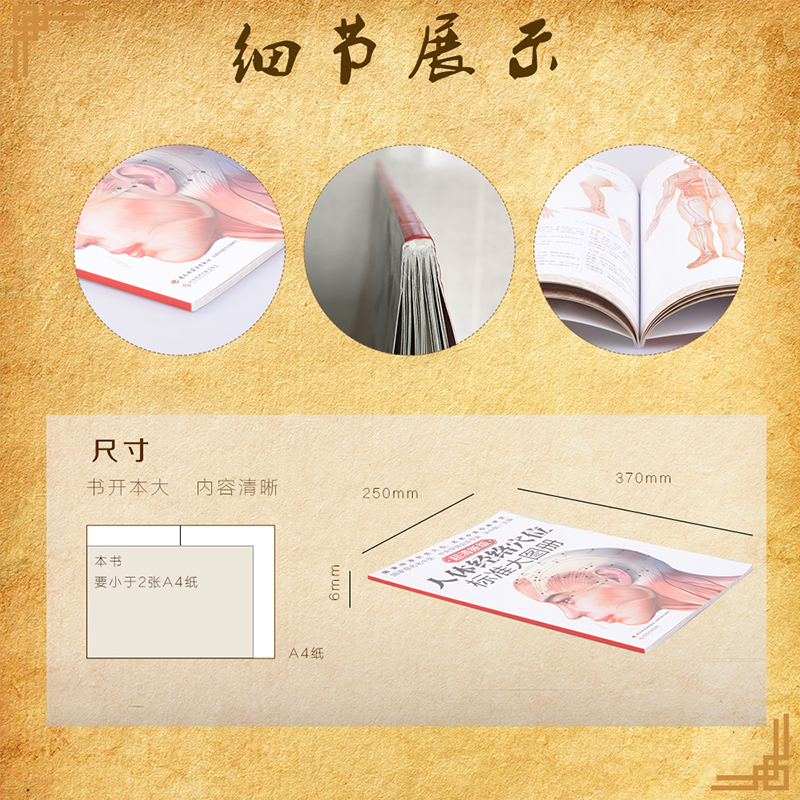 细节展示
尺寸
书开本大 内容清晰
本书
要小于2张A4纸
A4纸
250mm
370mm
6mm
人体经络穴位
标准大图册